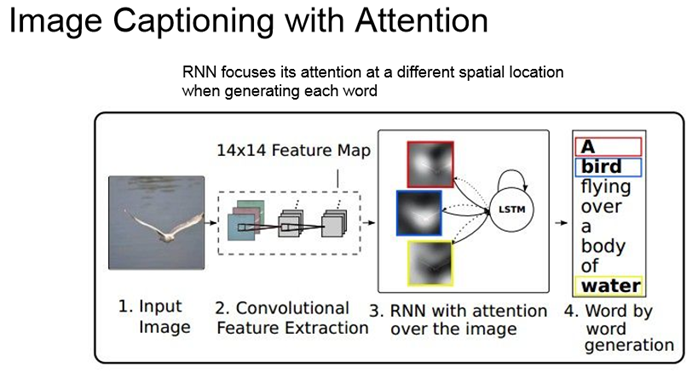 Image Captioning with Attention
RNN focuses its attention at a different spatial location
when generating each word
14x14 Feature Map
LSTM
A
bird
flying
over
a
body
of
water
1. Input
Image
2. Convolutional
Feature Extraction
3. RNN with attention
over the image
4. Word by
word
generation